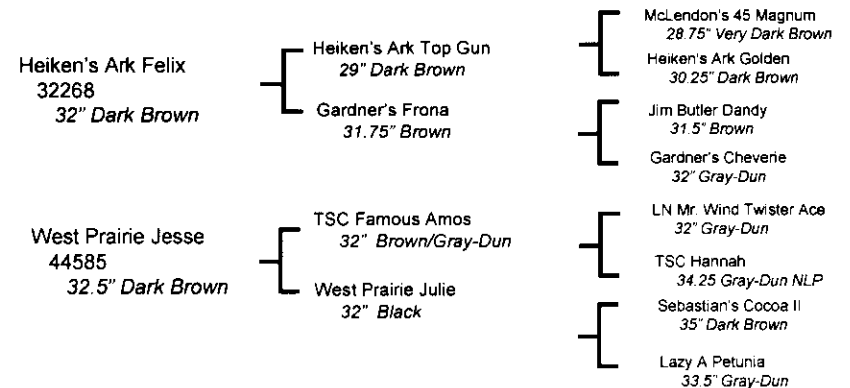 Heiken's Ark Felix
32268
32" Dark Brown
Heiken's Ark Top Gun
29" Dark Brown
Gardner's Frona
31.75" Brown
McLendon's 45 Magnum
28.75" Very Dark Brown
Heiken's Ark Golden
30.25" Dark Brown
Jim Butler Dandy
31.5" Brown
Gardner's Cheverie
32" Gray-Dun
West Prairie Jesse
44585
32.5" Dark Brown
TSC Famous Amos
32" Brown/Gray-Dun
West Prairie Julie
32" Black
LN Mr. Wind Twister Ace
32" Gray-Dun
TSC Hannah
34.25 Gray-Dun NLP
Sebastian's Cocoa II
35" Dark Brown
Lazy A Petunia
33.5" Gray-Dun